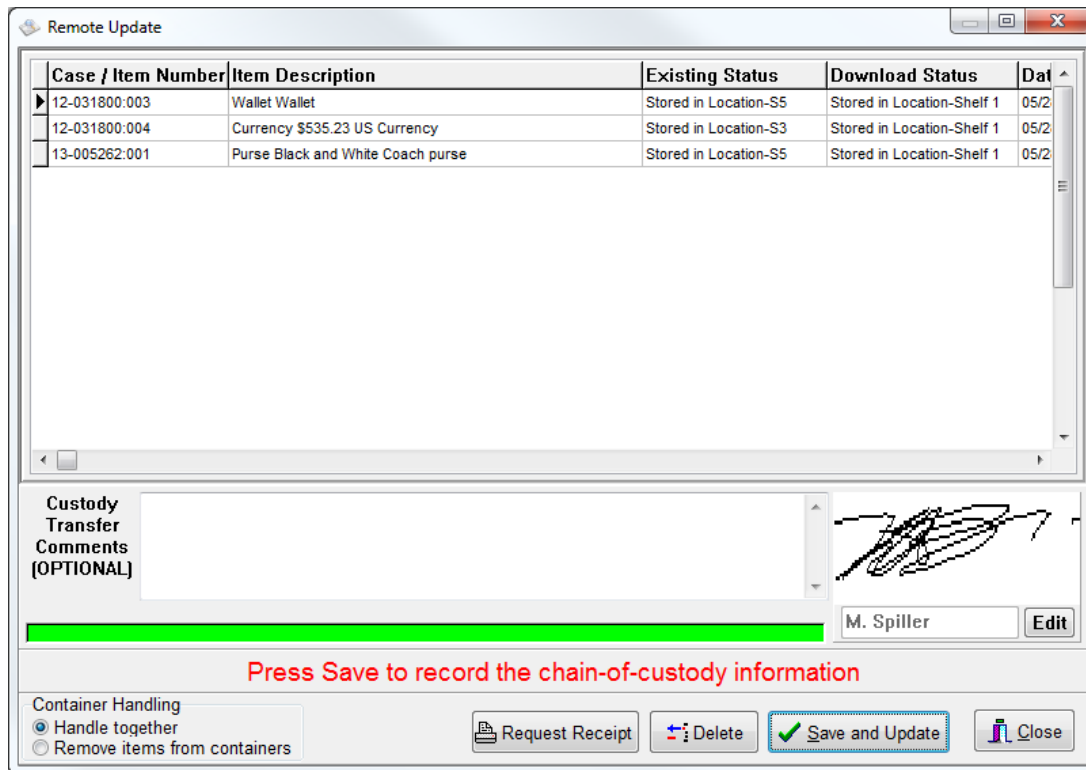 Remote Update
Case / Item Number Item Description Existing Status Download Status Dat
12-031800:003 Wallet Wallet Stored in Location-S5 Stored in Location-Shelf 1 05/2
12-031800:004 Currency $535.23 US Currency Stored in Location-S3 Stored in Location-Shelf 1 05/2
13-005262:001 Purse Black and White Coach purse Stored in Location-S5 Stored in Location-Shelf 1 05/2
Custody
Transfer
Comments
(OPTIONAL)
M. Spiller Edit
Press Save to record the chain-of-custody information
Container Handling
Handle together
Remove items from containers
Request Receipt Delete Save and Update Close